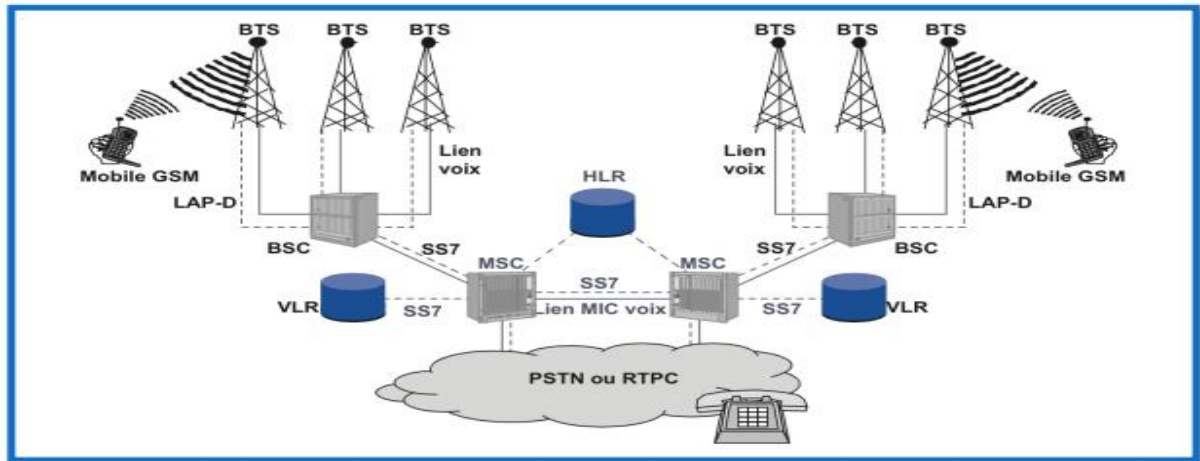 BTS BTS BTS BTS BTS BTS
Lien voix
Lien voix
Mobile GSM
HLR
Mobile GSM
LAP-D
LAP-D
BSC
SS7
SS7
BSC
MSC
MSC
SS7
VLR
SS7
Lien MIC voix
SS7
VLR
PSTN ou RTPC